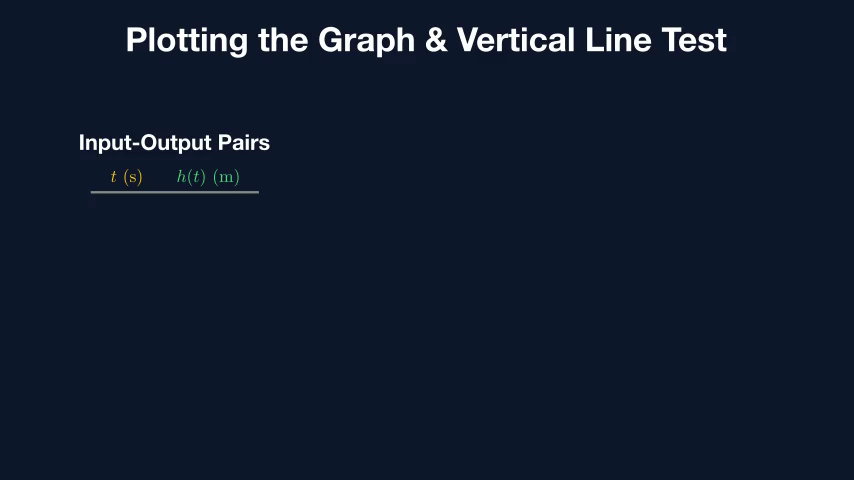 Plotting the Graph & Vertical Line Test
Input-Output Pairs
t (s) h(t) (m)